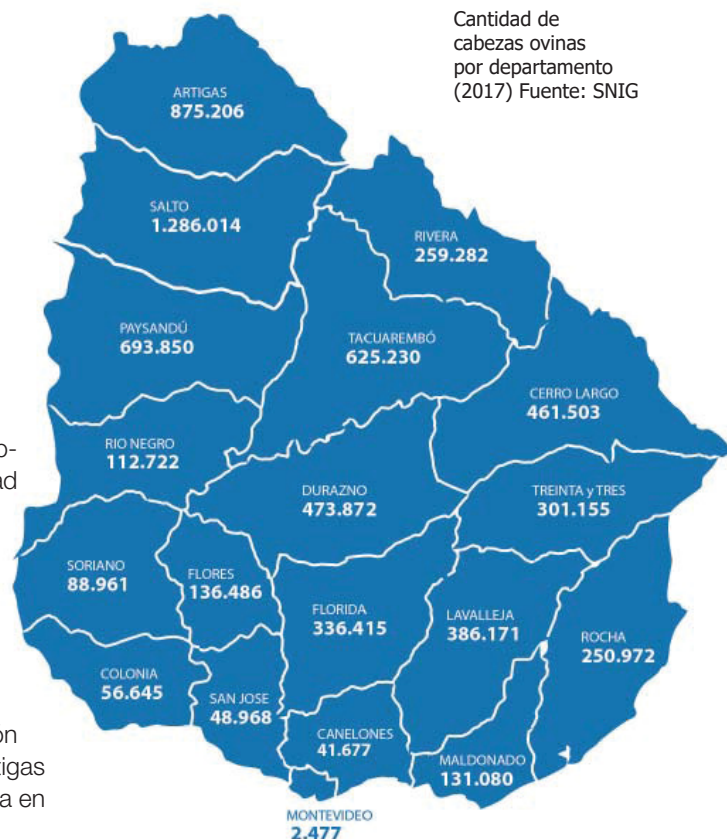 Cantidad de
cabezas ovinas
por departamento
(2017) Fuente: SNIG
ARTIGAS
875.206
SALTO
1.286.014
RIVERA
259.282
PAYSANDÚ
693.850
TACUAREMBÓ
625.230
CERRO LARGO
461.503
RIO NEGRO
112.722
DURAZNO
473.872
TREINTA y TRES
301.155
SORIANO
88.961
FLORES
136.486
FLORIDA
336.415
LAVALLEJA
386.171
ROCHA
250.972
COLONIA
56.645
SAN JOSE
48.968
CANELONES
41.677
MALDONADO
131.080
MONTEVIDEO
2.477
a en